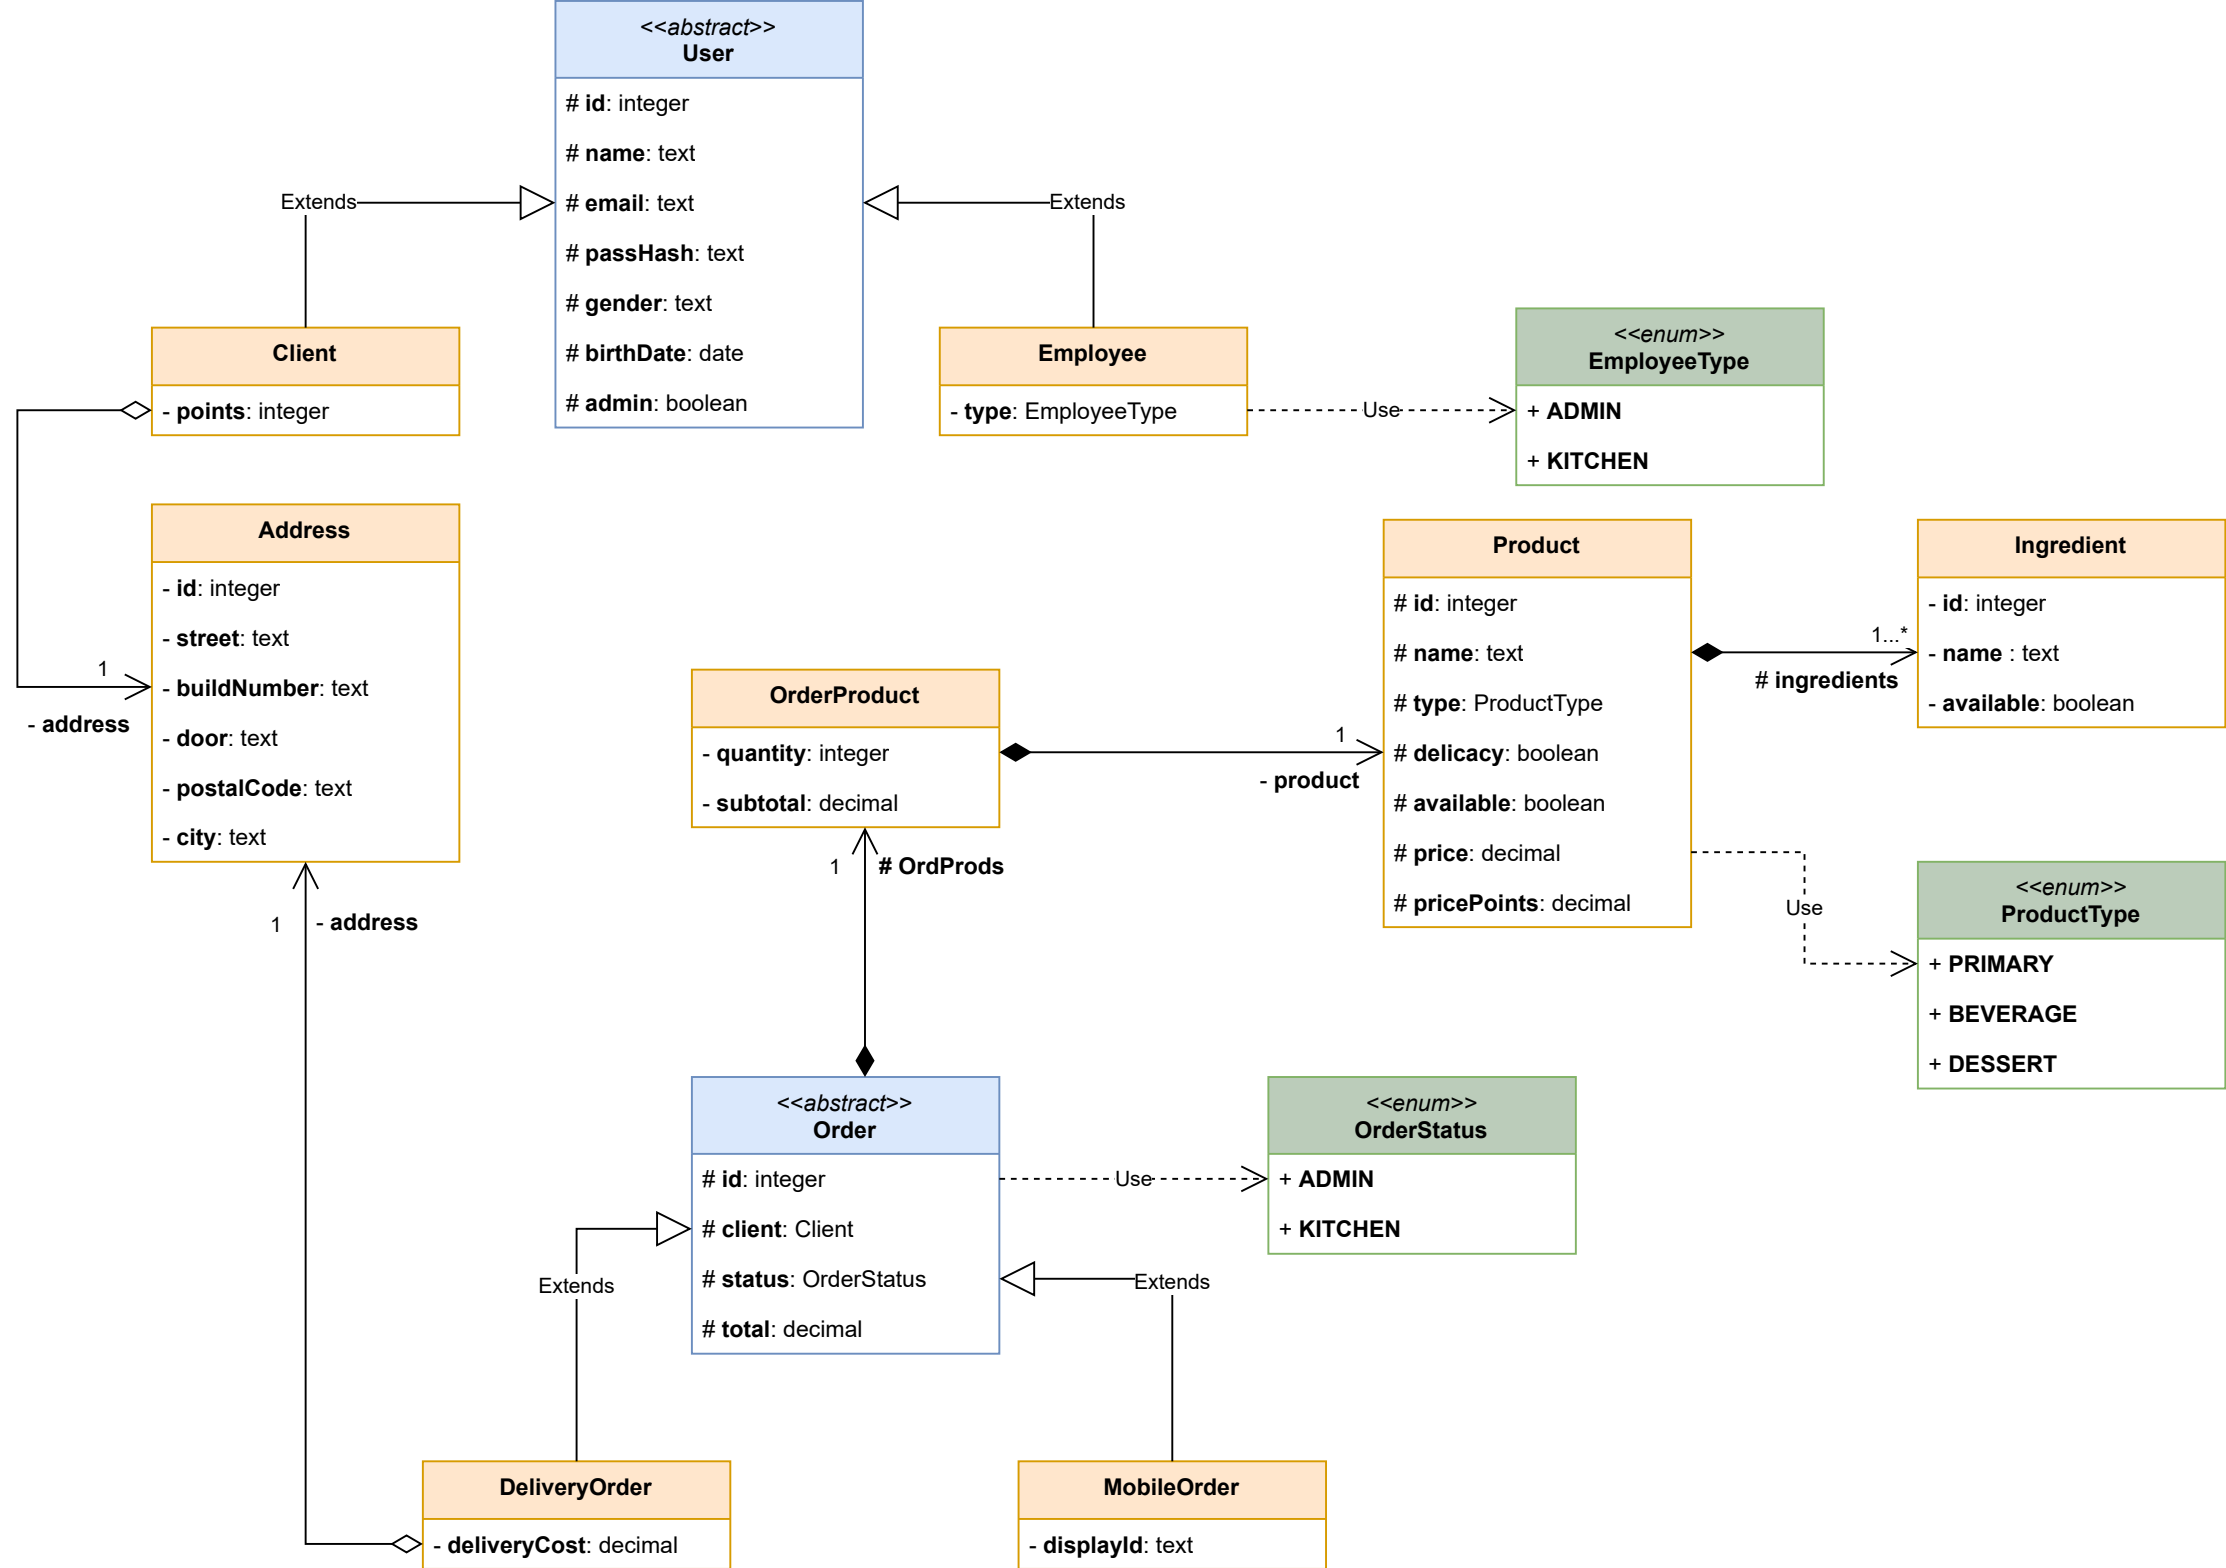 <<abstract>>
User
# id: integer
# name: text
# email: text
# passHash: text
# gender: text
# birthDate: date
# admin: boolean
Extends
Extends
Client
- points: integer
Employee
- type: EmployeeType
Use
<<enum>>
EmployeeType
+ ADMIN
+ KITCHEN
Address
- id: integer
- street: text
- buildNumber: text
- door: text
- postalCode: text
- city: text
1
- address
Product
# id: integer
# name: text
# type: ProductType
# delicacy: boolean
# available: boolean
# price: decimal
# pricePoints: decimal
1...*
# ingredients
Ingredient
- id: integer
- name : text
- available: boolean
OrderProduct
- quantity: integer
- subtotal: decimal
1
- product
1
# OrdProds
Use
<<enum>>
ProductType
+ PRIMARY
+ BEVERAGE
+ DESSERT
1
- address
<<abstract>>
Order
# id: integer
# client: Client
# status: OrderStatus
# total: decimal
Use
<<enum>>
OrderStatus
+ ADMIN
+ KITCHEN
Extends
Extends
DeliveryOrder
- deliveryCost: decimal
MobileOrder
- displayId: text